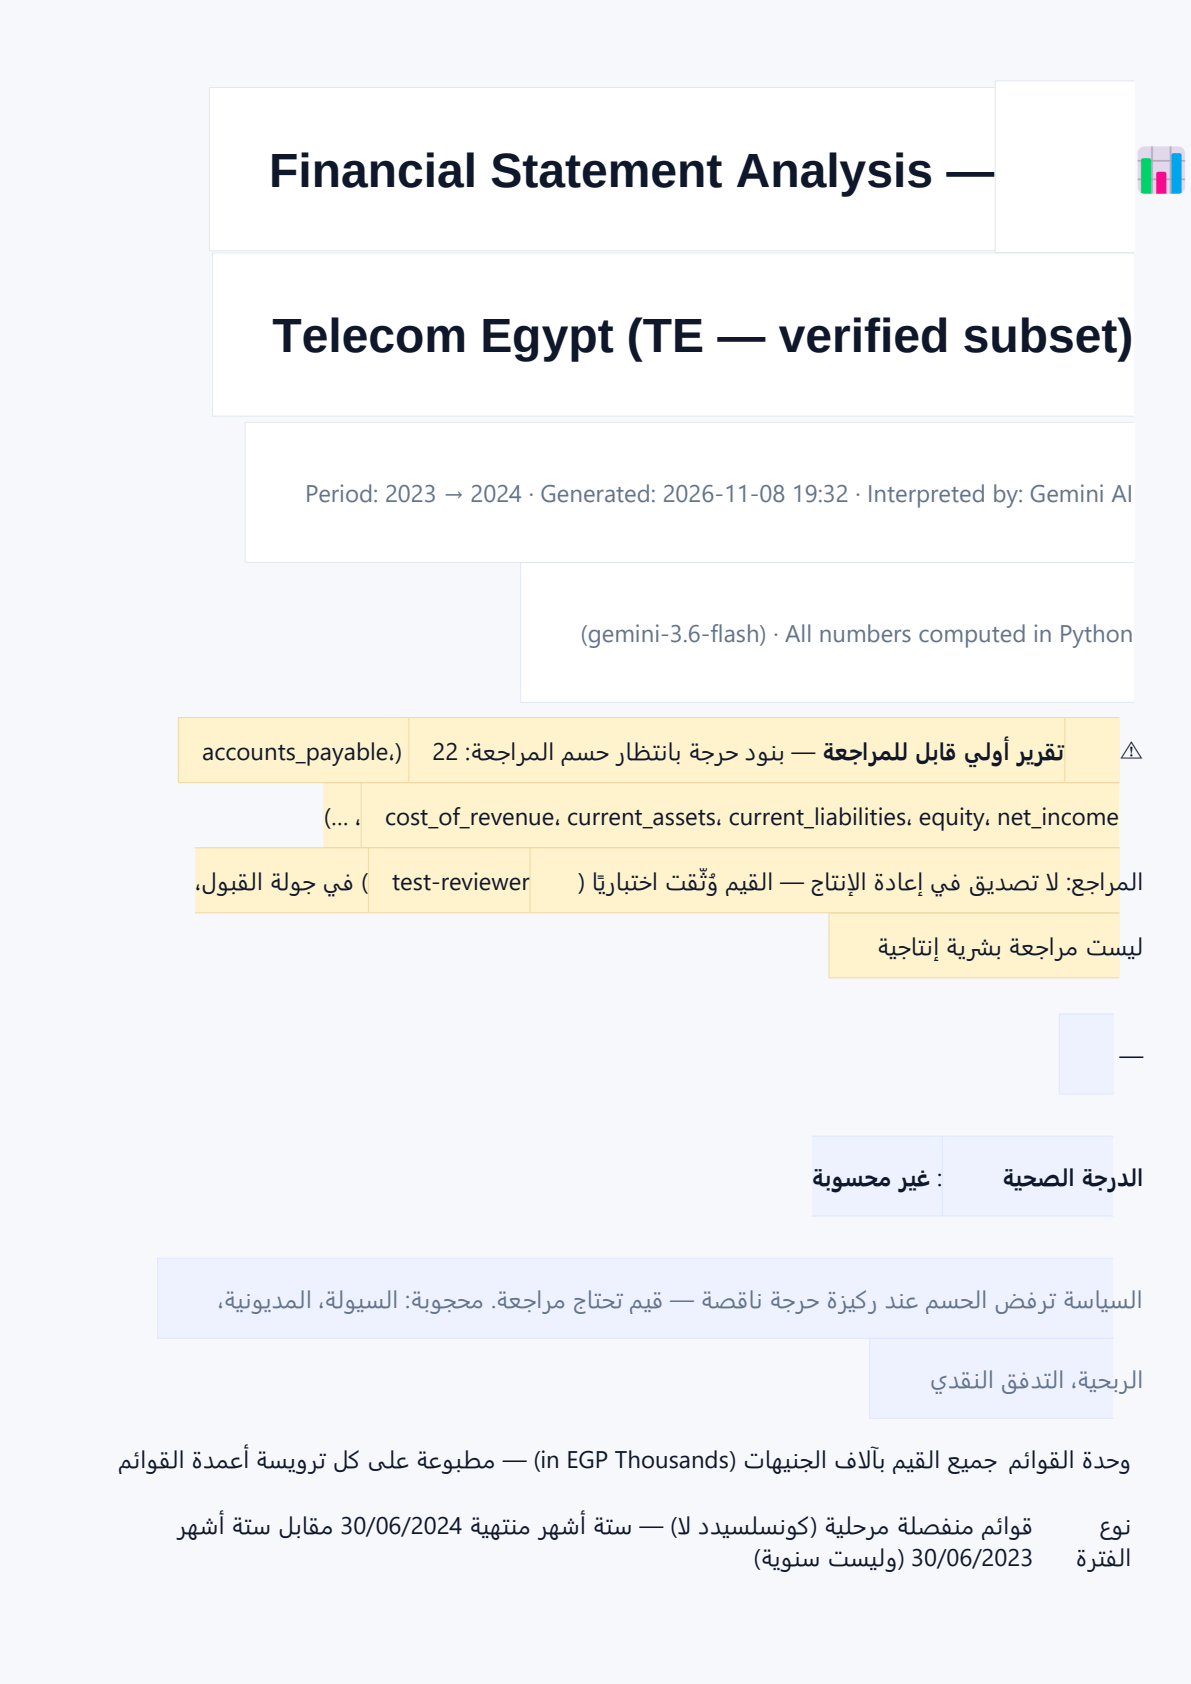 📊 Financial Statement Analysis —
Telecom Egypt (TE — verified subset)
Period: 2023 → 2024 · Generated: 2026-11-08 19:32 · Interpreted by: Gemini AI
(gemini-3.6-flash) · All numbers computed in Python
⚠ تقرير أولي قابل للمراجعة — بنود حرجة بانتظار حسم المراجعة: 22 (accounts_payable،
cost_of_revenue، current_assets، current_liabilities، equity، net_income، …)
المراجع: لا تصديق في إعادة الإنتاج — القيم وُثّقت اختباريًا (test-reviewer) في جولة القبول،
ليست مراجعة بشرية إنتاجية
—
الدرجة الصحية: غير محسوبة
السياسة ترفض الحسم عند ركيزة حرجة ناقصة — قيم تحتاج مراجعة. محجوبة: السيولة، المديونية،
الربحية، التدفق النقدي
وحدة القوائم جميع القيم بآلاف الجنيهات (in EGP Thousands) — مطبوعة على كل ترويسة أعمدة القوائم
نوع الفترة
قوائم منفصلة مرحلية (كونسلسيدد لا) — ستة أشهر منتهية 30/06/2024 مقابل ستة أشهر
30/06/2023 (وليست سنوية)